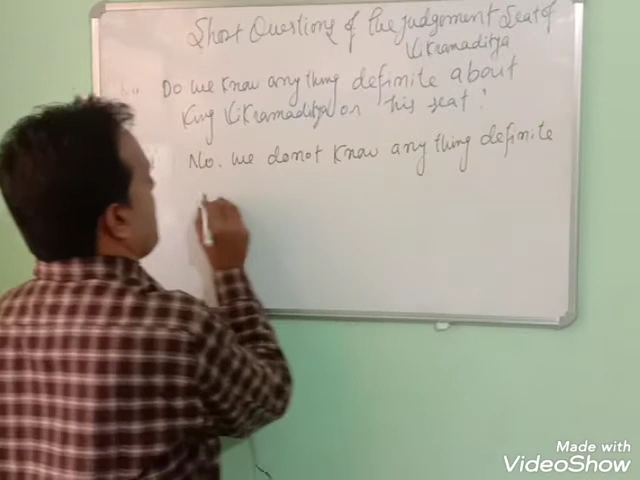 Short Questions of the judgement Seat of
Vikramaditya
Do we know any thing definite about
King Vikramaditya or his seat?
No. we donot know any thing definite
Made with
VideoShow